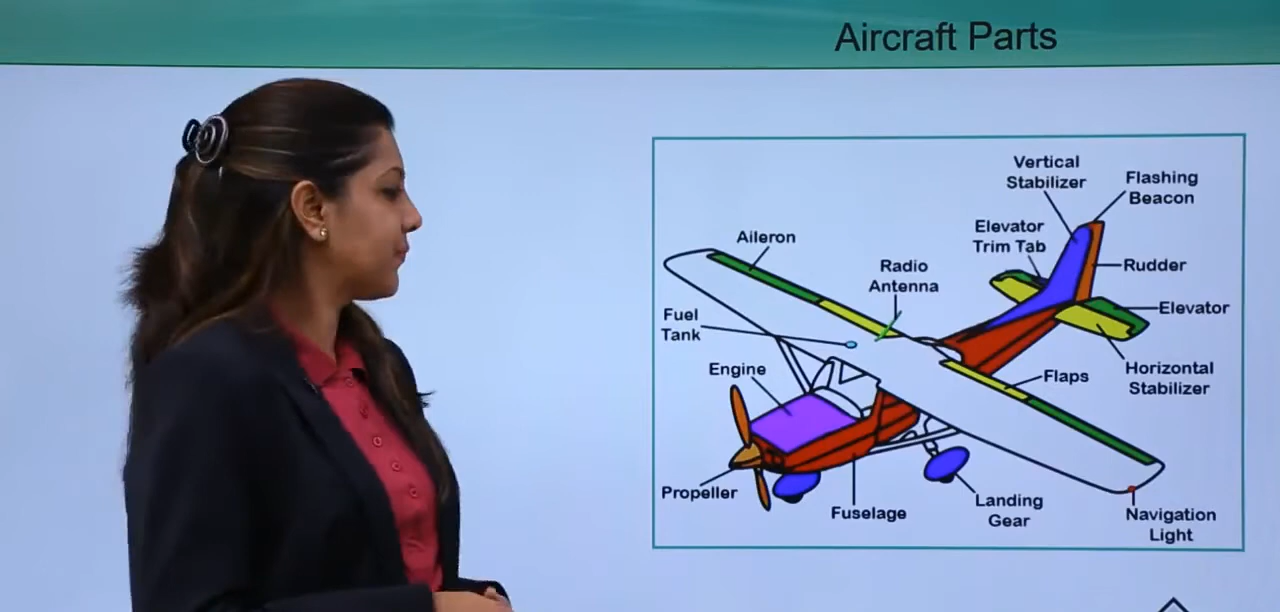 Aircraft Parts
Vertical
Stabilizer
Flashing
Beacon
Elevator
Trim Tab
Aileron
Radio
Antenna
Rudder
Elevator
Fuel
Tank
Engine
Flaps
Horizontal
Stabilizer
Propeller
Fuselage
Landing
Gear
Navigation
Light